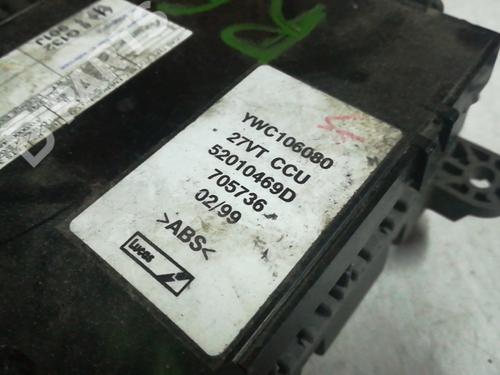 YWC106080
27VT CCU
52010469D
705736
02/99
>ABS<
Lucas